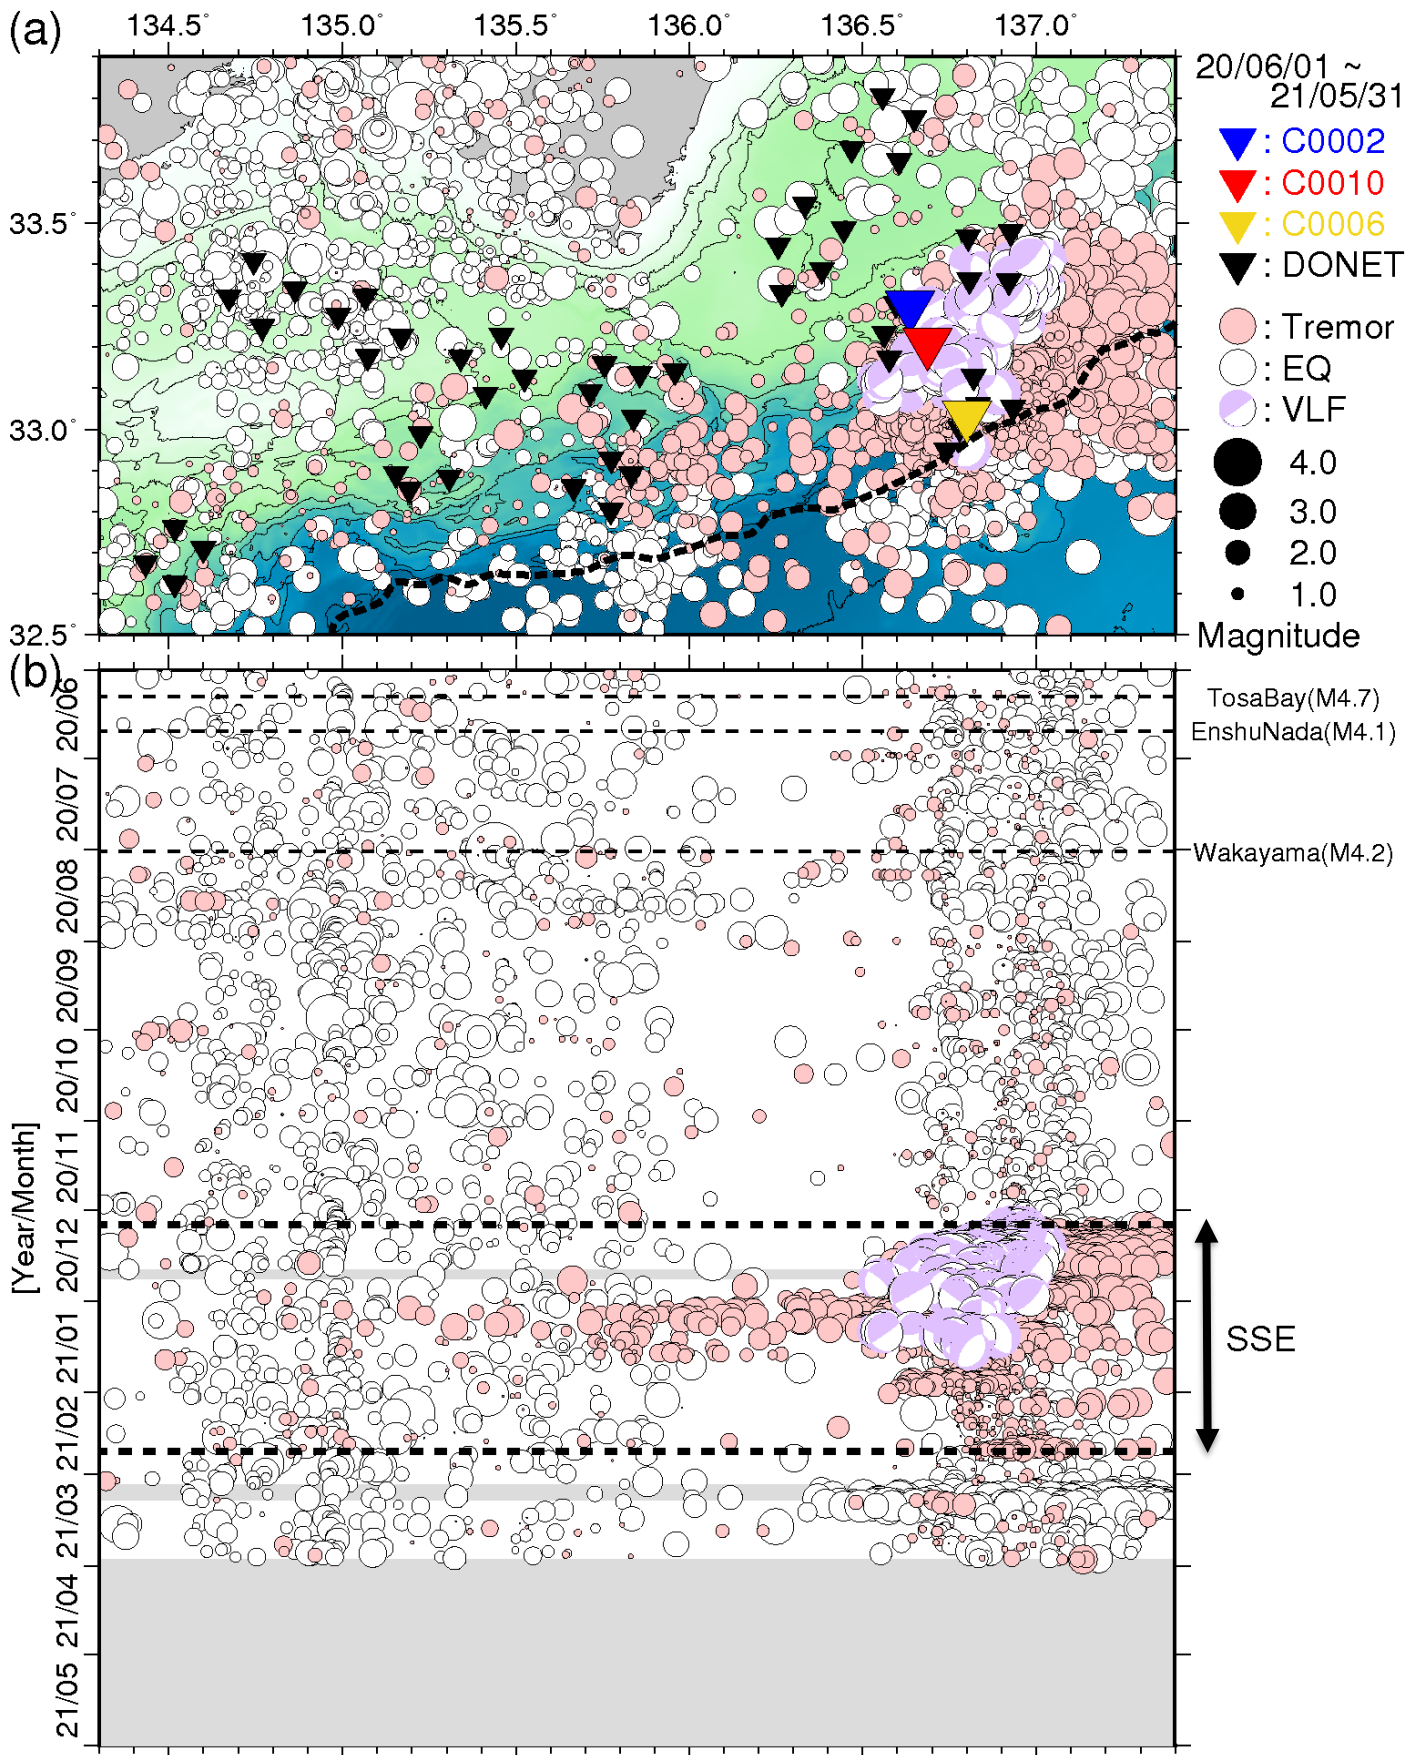 (a)
134.5° 135.0° 135.5° 136.0° 136.5° 137.0°
20/06/01 ~
21/05/31
▼: C0002
▼: C0010
▼: C0006
▼: DONET
: Tremor
: EQ
: VLF
4.0
3.0
2.0
1.0
Magnitude
33.5°
33.0°
32.5°
(b)
TosaBay(M4.7)
EnshuNada(M4.1)
Wakayama(M4.2)
SSE
[Year/Month]
20/06
20/07
20/08
20/09
20/10
20/11
20/12
21/01
21/02
21/03
21/04
21/05